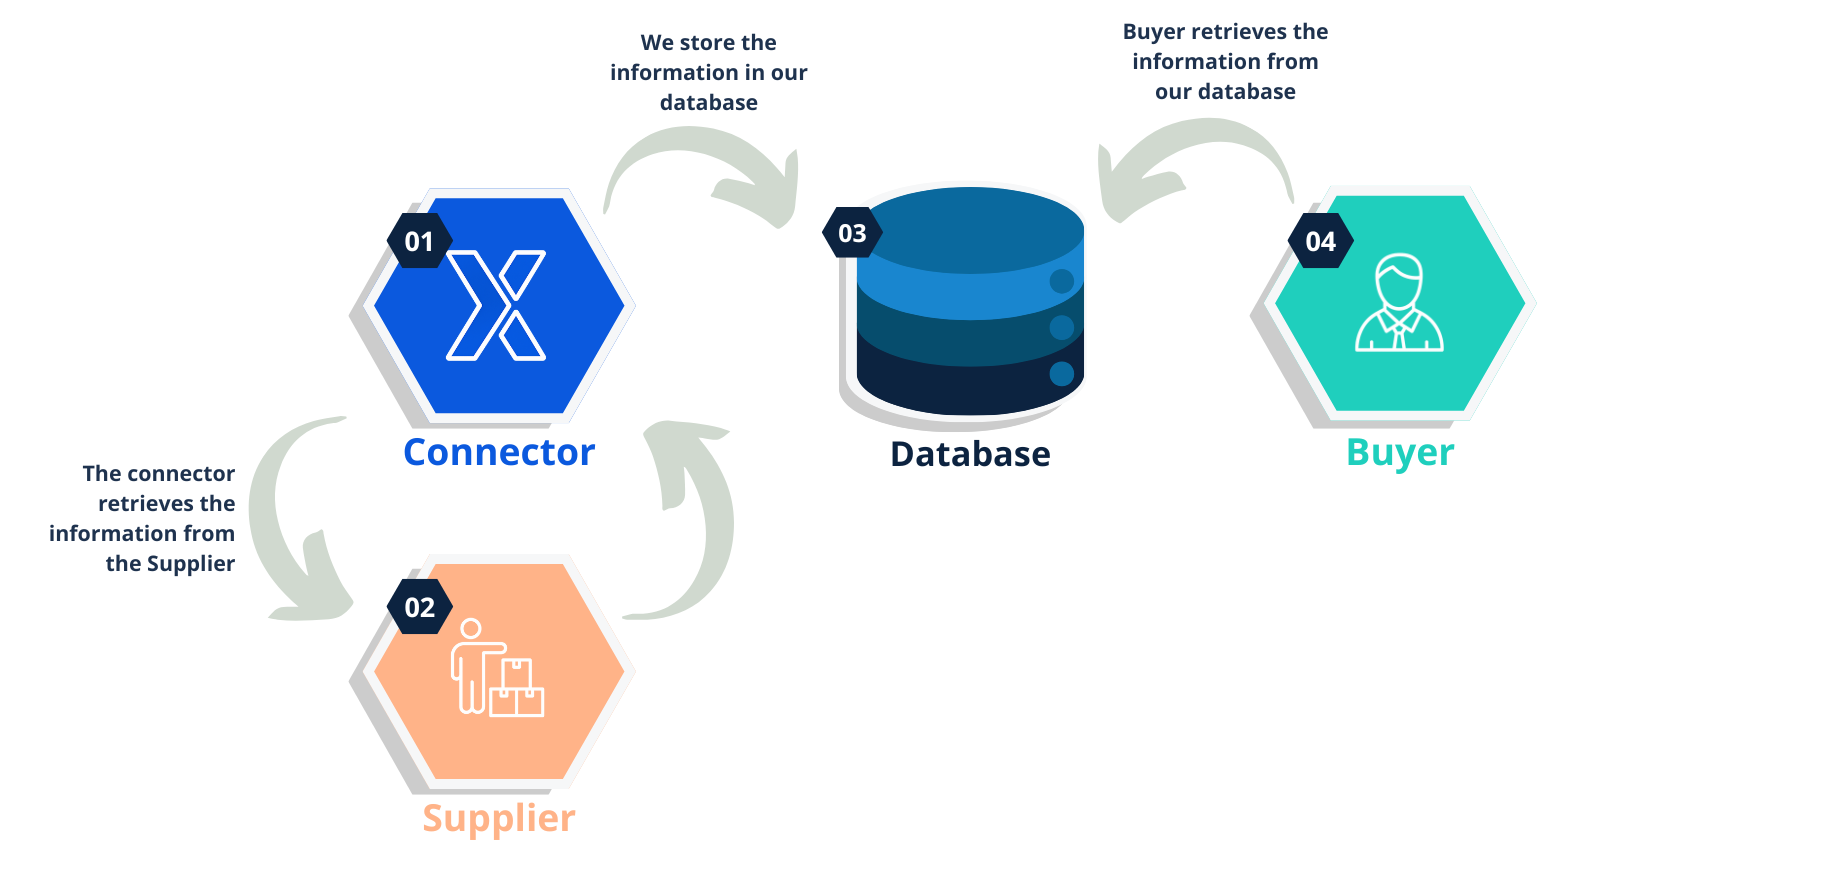 We store the
information in our
database
Buyer retrieves the
information from
our database
01
03
04
Connector
Database
Buyer
The connector
retrieves the
information from
the Supplier
02
Supplier